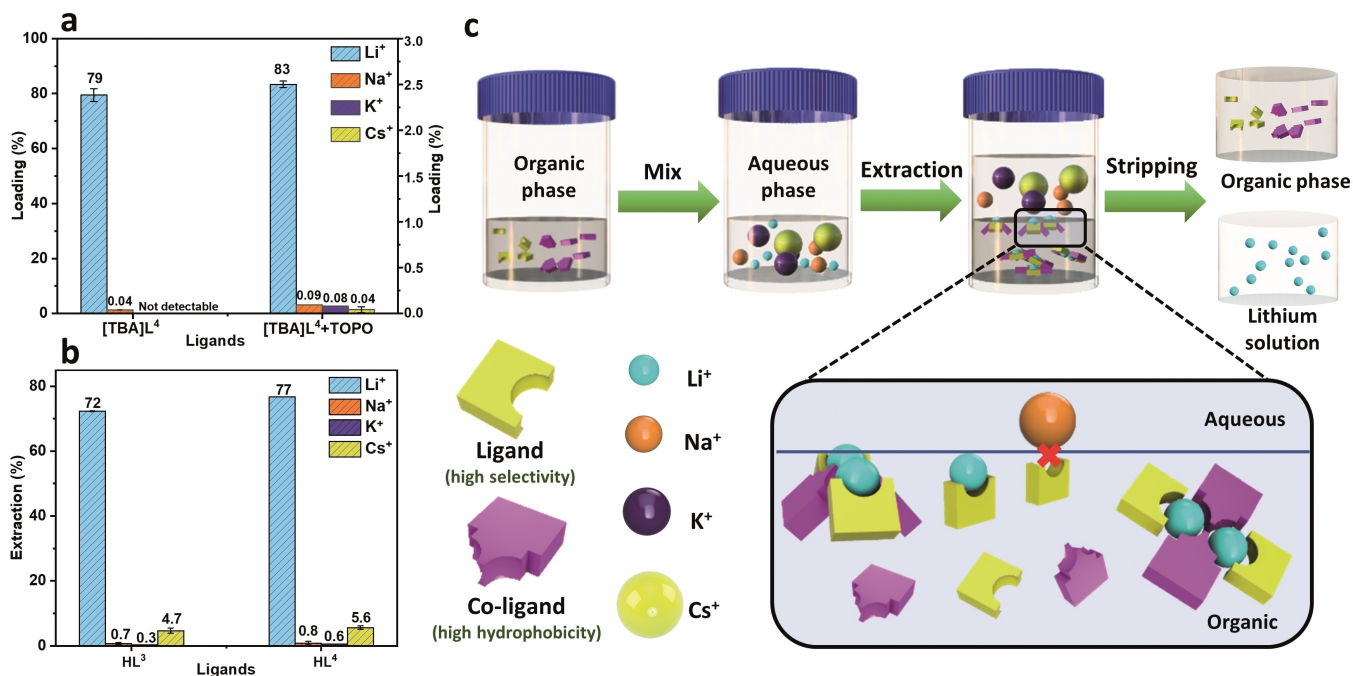 a
100
80
60
40
20
0
Loading (%)
3.0
2.5
2.0
1.5
1.0
0.5
0.0
Loading (%)
Li⁺
Na⁺
K⁺
Cs⁺
79
0.04
Not detectable
83
0.09
0.08
0.04
[TBA]L⁴
[TBA]L⁴+TOPO
Ligands
b
80
60
40
20
0
Extraction (%)
Li⁺
Na⁺
K⁺
Cs⁺
72
0.7
0.3
4.7
77
0.8
0.6
5.6
HL³
HL⁴
Ligands
c
Organic
phase
Mix
Aqueous
phase
Extraction
Stripping
Organic phase
Lithium
solution
Ligand
(high selectivity)
Co-ligand
(high hydrophobicity)
Li⁺
Na⁺
K⁺
Cs⁺
Aqueous
Organic